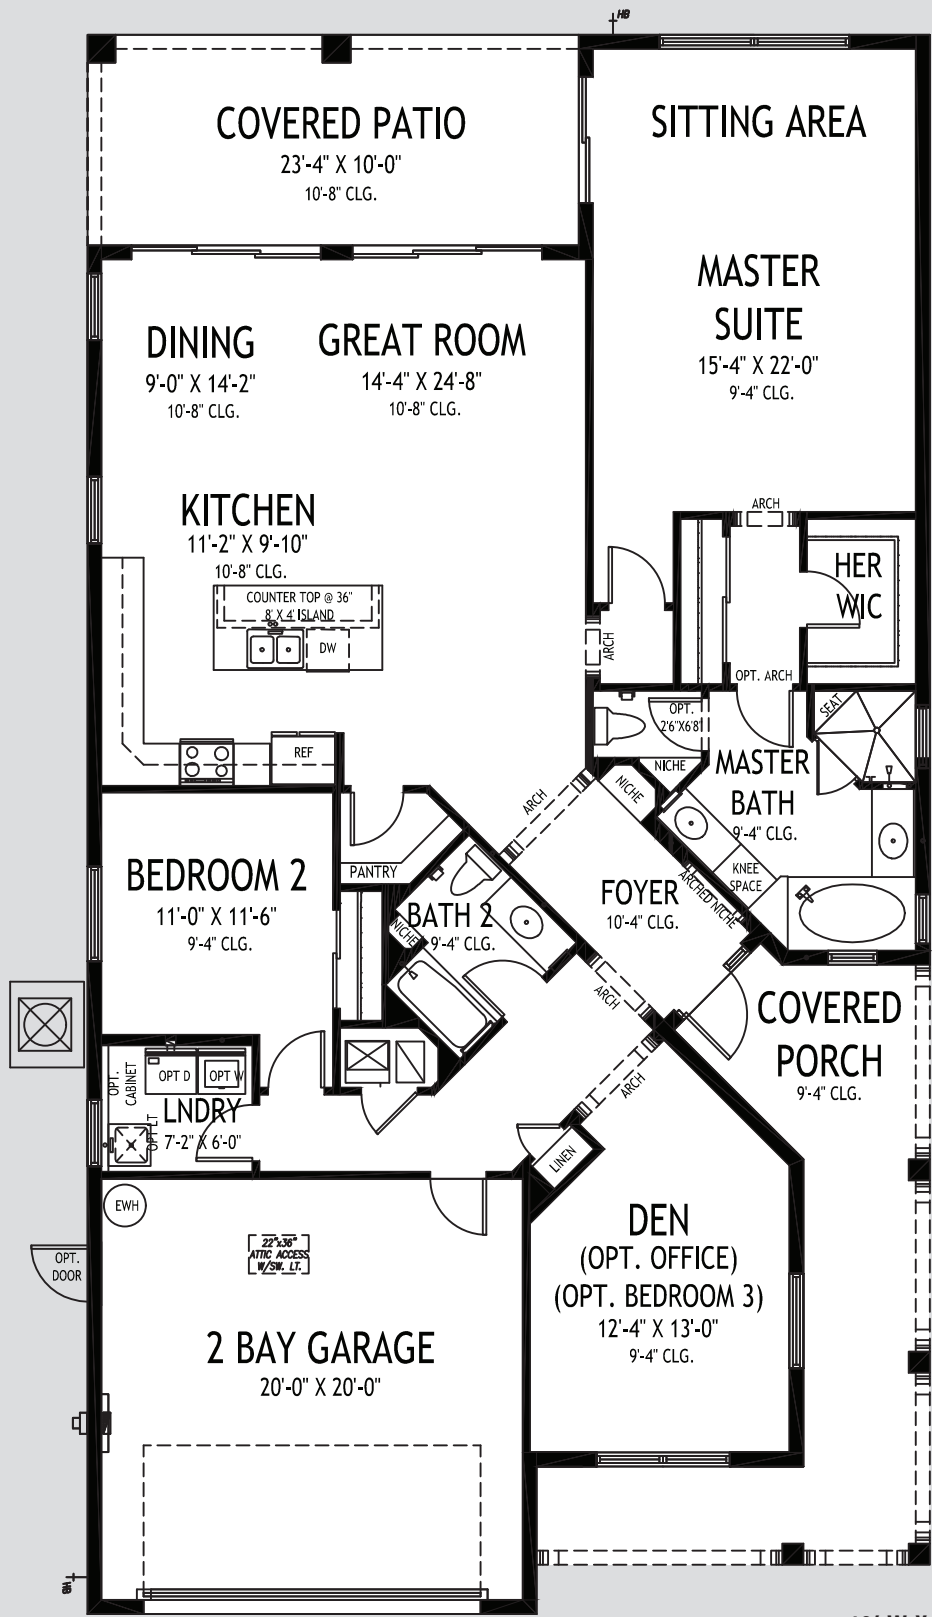 HB
COVERED PATIO
23'-4" X 10'-0"
10'-8" CLG.
SITTING AREA
MASTER
SUITE
15'-4" X 22'-0"
9'-4" CLG.
DINING
9'-0" X 14'-2"
10'-8" CLG.
GREAT ROOM
14'-4" X 24'-8"
10'-8" CLG.
KITCHEN
11'-2" X 9'-10"
10'-8" CLG.
COUNTER TOP @ 36"
8' X 4' ISLAND
DW
REF
ARCH
HER
WIC
ARCH
OPT. ARCH
OPT.
2'6"X6'8"
SEAT
NICHE
NICHE
MASTER
BATH
9'-4" CLG.
KNEE
SPACE
ARCHED NICHE
ARCH
PANTRY
BEDROOM 2
11'-0" X 11'-6"
9'-4" CLG.
BATH 2
9'-4" CLG.
NICHE
FOYER
10'-4" CLG.
ARCH
COVERED
PORCH
9'-4" CLG.
ARCH
OPT.
CABINET
OPT D
OPT W
LNDRY
7'-2" X 6'-0"
OPT LT
LINEN
EWH
22"x36"
ATTIC ACCESS
W/SW. LT.
OPT.
DOOR
DEN
(OPT. OFFICE)
(OPT. BEDROOM 3)
12'-4" X 13'-0"
9'-4" CLG.
2 BAY GARAGE
20'-0" X 20'-0"
HB